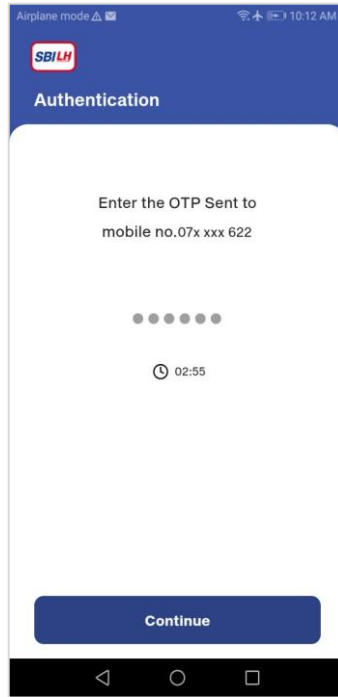 Airplane mode 10:12 AM
SBILH
Authentication
Enter the OTP Sent to
mobile no.07x xxx 622
02:55
Continue